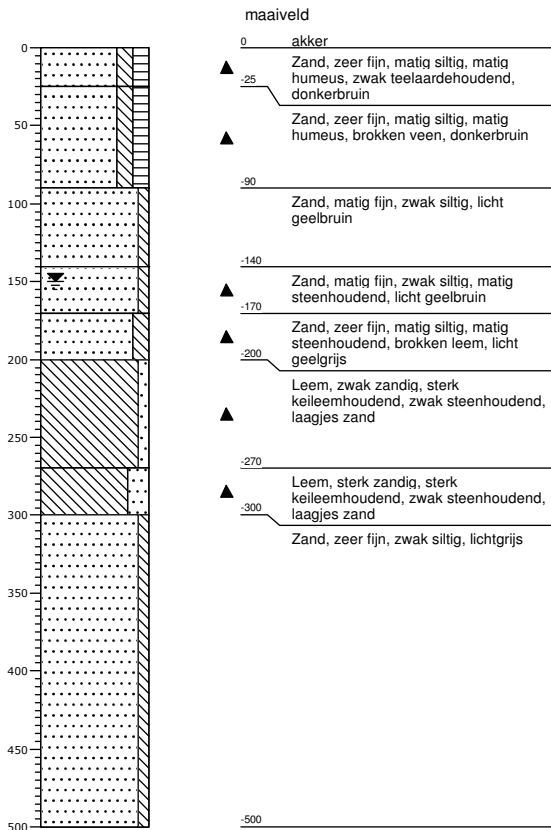 maaiveld
0
0
akker
Zand, zeer fijn, matig siltig, matig
humeus, zwak teelaardehoudend,
donkerbruin
-25
Zand, zeer fijn, matig siltig, matig
humeus, brokken veen, donkerbruin
50
-90
Zand, matig fijn, zwak siltig, licht
geelbruin
100
-140
Zand, matig fijn, zwak siltig, matig
steenhoudend, licht geelbruin
150
-170
Zand, zeer fijn, matig siltig, matig
steenhoudend, brokken leem, licht
geelgrijs
200
-200
Leem, zwak zandig, sterk
keileemhoudend, zwak steenhoudend,
laagjes zand
250
-270
Leem, sterk zandig, sterk
keileemhoudend, zwak steenhoudend,
laagjes zand
300
-300
Zand, zeer fijn, zwak siltig, lichtgrijs
350
400
450
500
-500